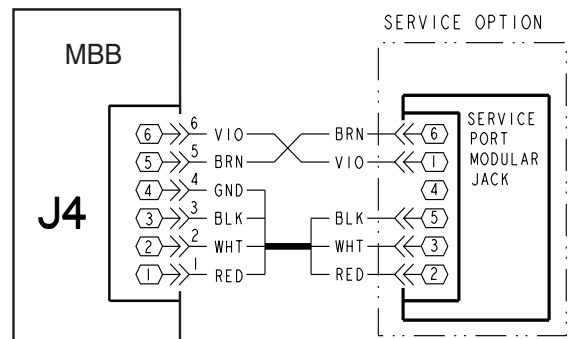 SERVICE OPTION
MBB
J4
6 6 VIO BRN 6
5 5 BRN VIO 1
4 4 GND 4
3 3 BLK BLK 5
2 2 WHT WHT 3
1 1 RED RED 2
SERVICE
PORT
MODULAR
JACK